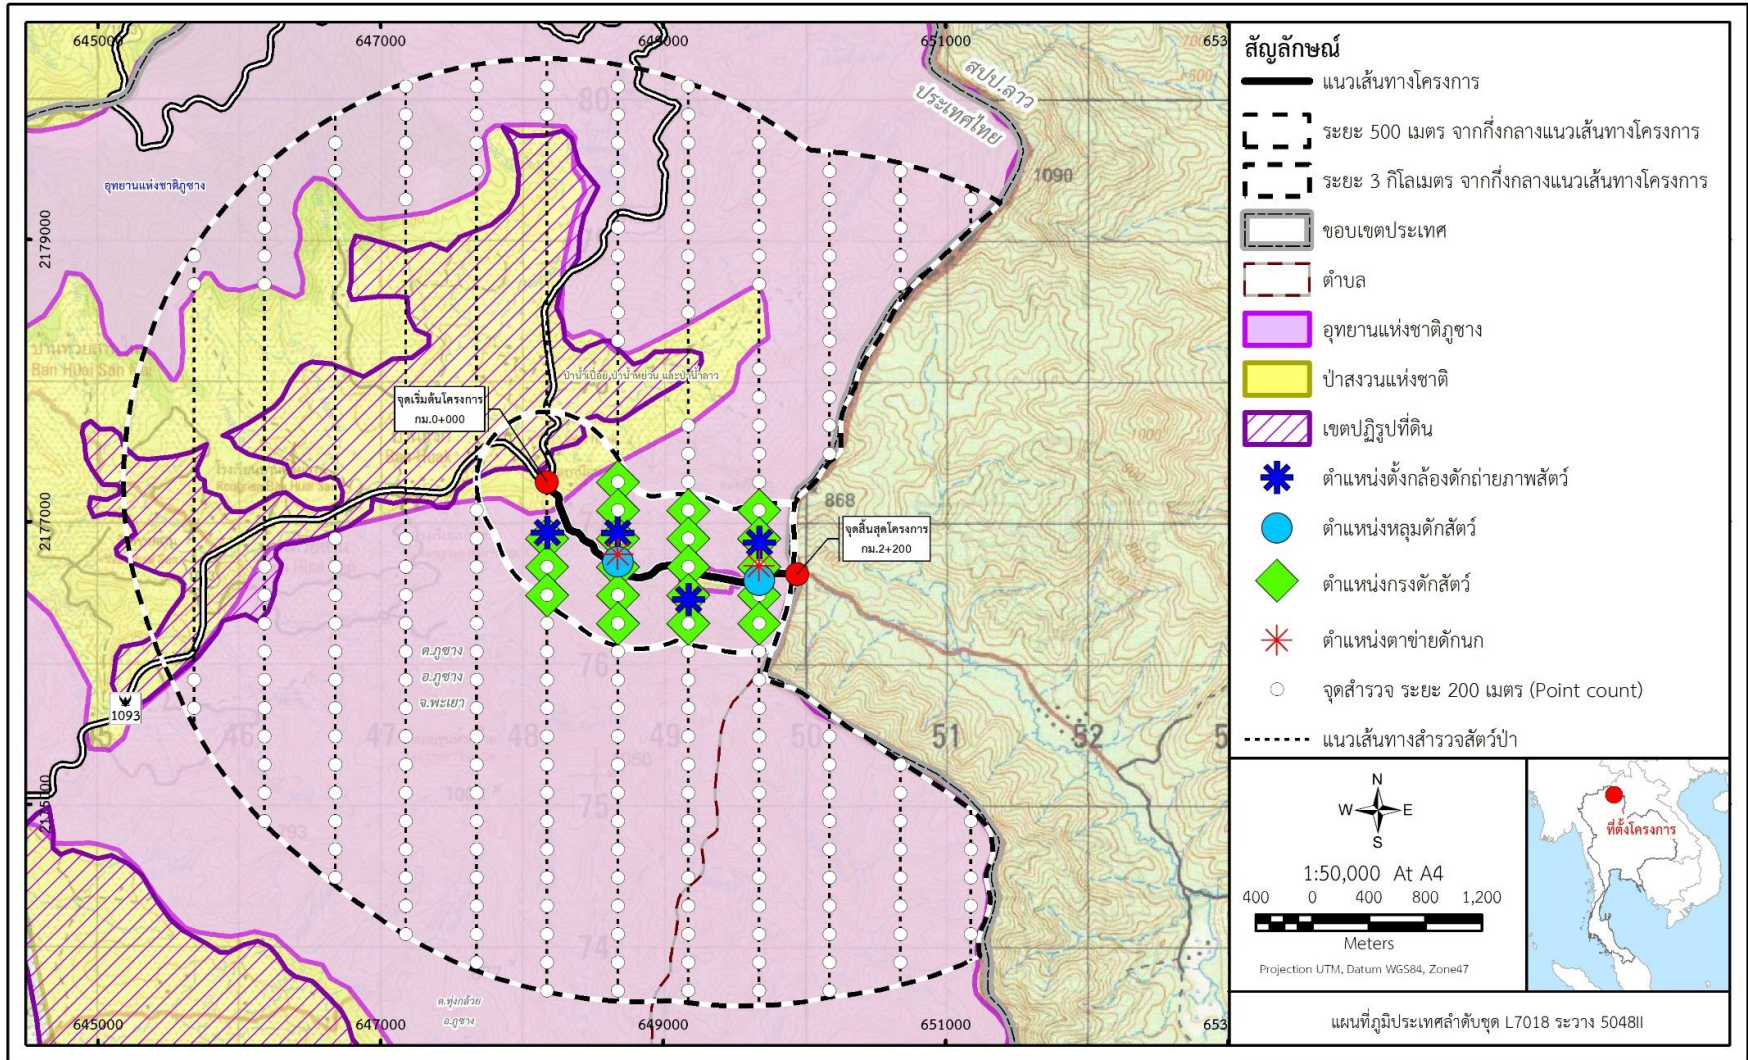 645000
647000
649000
651000
653
สปป.ลาว
ประเทศไทย
80
700
600
1090
อุทยานแห่งชาติภูซาง
2179000
Ban Huai San
ป่าน้ำเปื๋อย,ป่าน้ำหย่วน และป่าน้ำลาว
จุดเริ่มต้นโครงการ
กม.0+000
1000
868
2177000
จุดสิ้นสุดโครงการ
กม.2+200
ต.ภูซาง
อ.ภูซาง
จ.พะเยา
76
1093
46
47
48
49
50
51
52
5
2175000
75
74
ต.ทุ่งกล้วย
อ.ภูซาง
645000
647000
649000
651000
653
สัญลักษณ์
แนวเส้นทางโครงการ
ระยะ 500 เมตร จากกึ่งกลางแนวเส้นทางโครงการ
ระยะ 3 กิโลเมตร จากกึ่งกลางแนวเส้นทางโครงการ
ขอบเขตประเทศ
ตำบล
อุทยานแห่งชาติภูซาง
ป่าสงวนแห่งชาติ
เขตปฏิรูปที่ดิน
ตำแหน่งตั้งกล้องดักถ่ายภาพสัตว์
ตำแหน่งหลุมดักสัตว์
ตำแหน่งกรงดักสัตว์
ตำแหน่งตาข่ายดักนก
จุดสำรวจ ระยะ 200 เมตร (Point count)
แนวเส้นทางสำรวจสัตว์ป่า
N
W E
S
1:50,000 At A4
400 0 400 800 1,200
Meters
Projection UTM, Datum WGS84, Zone47
ที่ตั้งโครงการ
แผนที่ภูมิประเทศลำดับชุด L7018 ระวาง 5048II